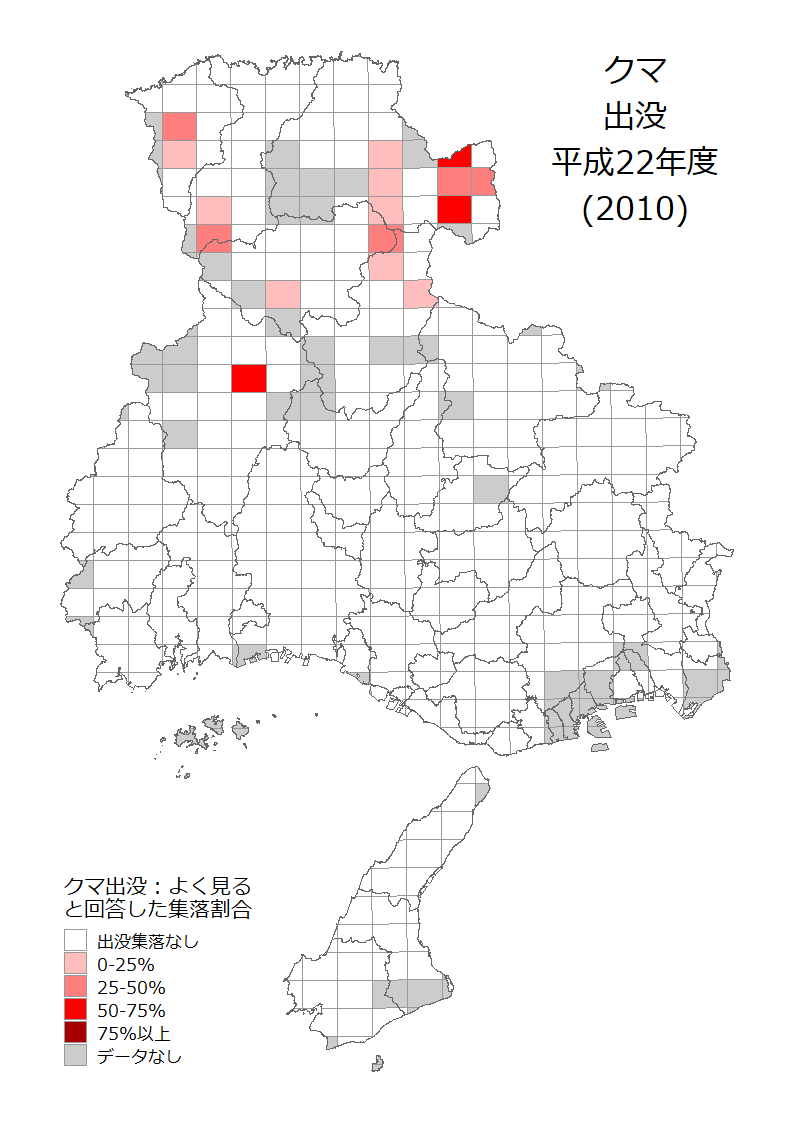 クマ
出没
平成22年度
(2010)
クマ出没：よく見る
と回答した集落割合
出没集落なし
0-25%
25-50%
50-75%
75%以上
データなし